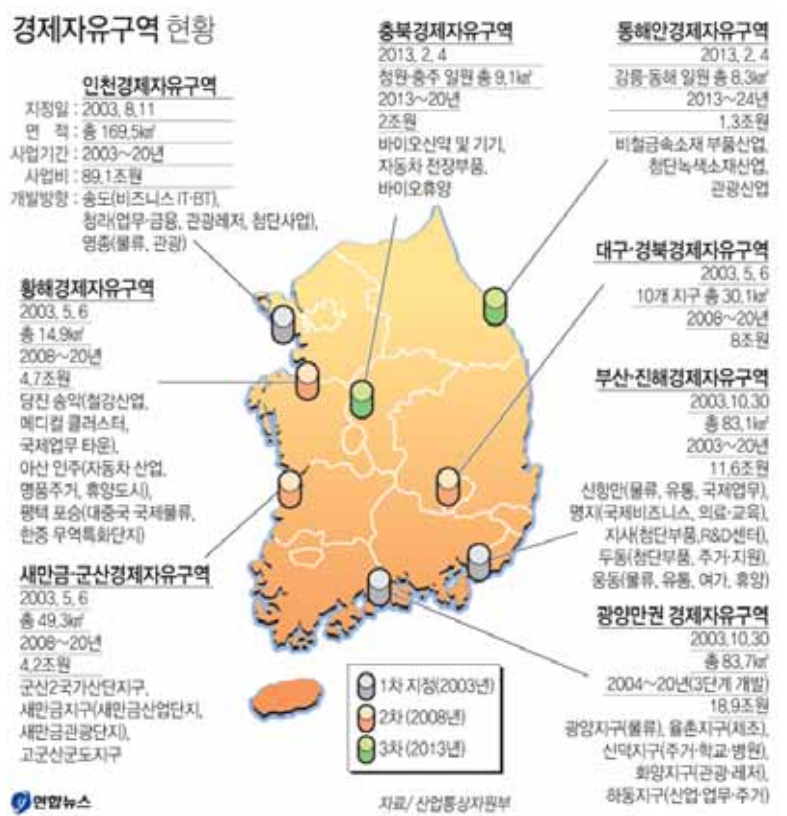 경제자유구역 현황
인천경제자유구역
지정일 : 2003. 8.11
면 적 : 총 169.5㎢
사업기간 : 2003~20년
사업비 : 89.1조원
개발방향 : 송도(비즈니스 IT·BT),
청라(업무·금융, 관광레저, 첨단사업),
영종(물류, 관광)
황해경제자유구역
2003. 5. 6
총 14.9㎢
2008~20년
4.7조원
당진 송악(철강산업,
메디컬 클러스터,
국제업무 타운),
아산 인주(자동차 산업,
명품주거, 휴양도시),
평택 포승(대중국 국제물류,
한중 무역특화단지)
새만금·군산경제자유구역
2003. 5. 6
총 49.3㎢
2008~20년
4.2조원
군산2국가산단지구,
새만금지구(새만금산업단지,
새만금관광단지),
고군산군도지구
충북경제자유구역
2013. 2. 4
청원·충주 일원 총 9.1㎢
2013~20년
2조원
바이오신약 및 기기,
자동차 전장부품,
바이오휴양
동해안경제자유구역
2013. 2. 4
강릉·동해 일원 총 8.3㎢
2013~24년
1.3조원
비철금속소재 부품산업,
첨단녹색소재산업,
관광산업
대구·경북경제자유구역
2003. 5. 6
10개 지구 총 30.1㎢
2008~20년
8조원
부산·진해경제자유구역
2003.10.30
총 83.1㎢
2003~20년
11.6조원
신항만(물류, 유통, 국제업무),
명지(국제비즈니스, 의료·교육),
지사(첨단부품,R&D센터),
두동(첨단부품, 주거·지원),
웅동(물류, 유통, 여가, 휴양)
광양만권 경제자유구역
2003.10.30
총 83.7㎢
2004~20년(3단계 개발)
18.9조원
광양지구(물류), 율촌지구(제조),
신덕지구(주거·학교·병원),
화양지구(관광·레저),
하동지구(산업·업무·주거)
1차 지정(2003년)
2차 (2008년)
3차 (2013년)
연합뉴스
자료/ 산업통상자원부